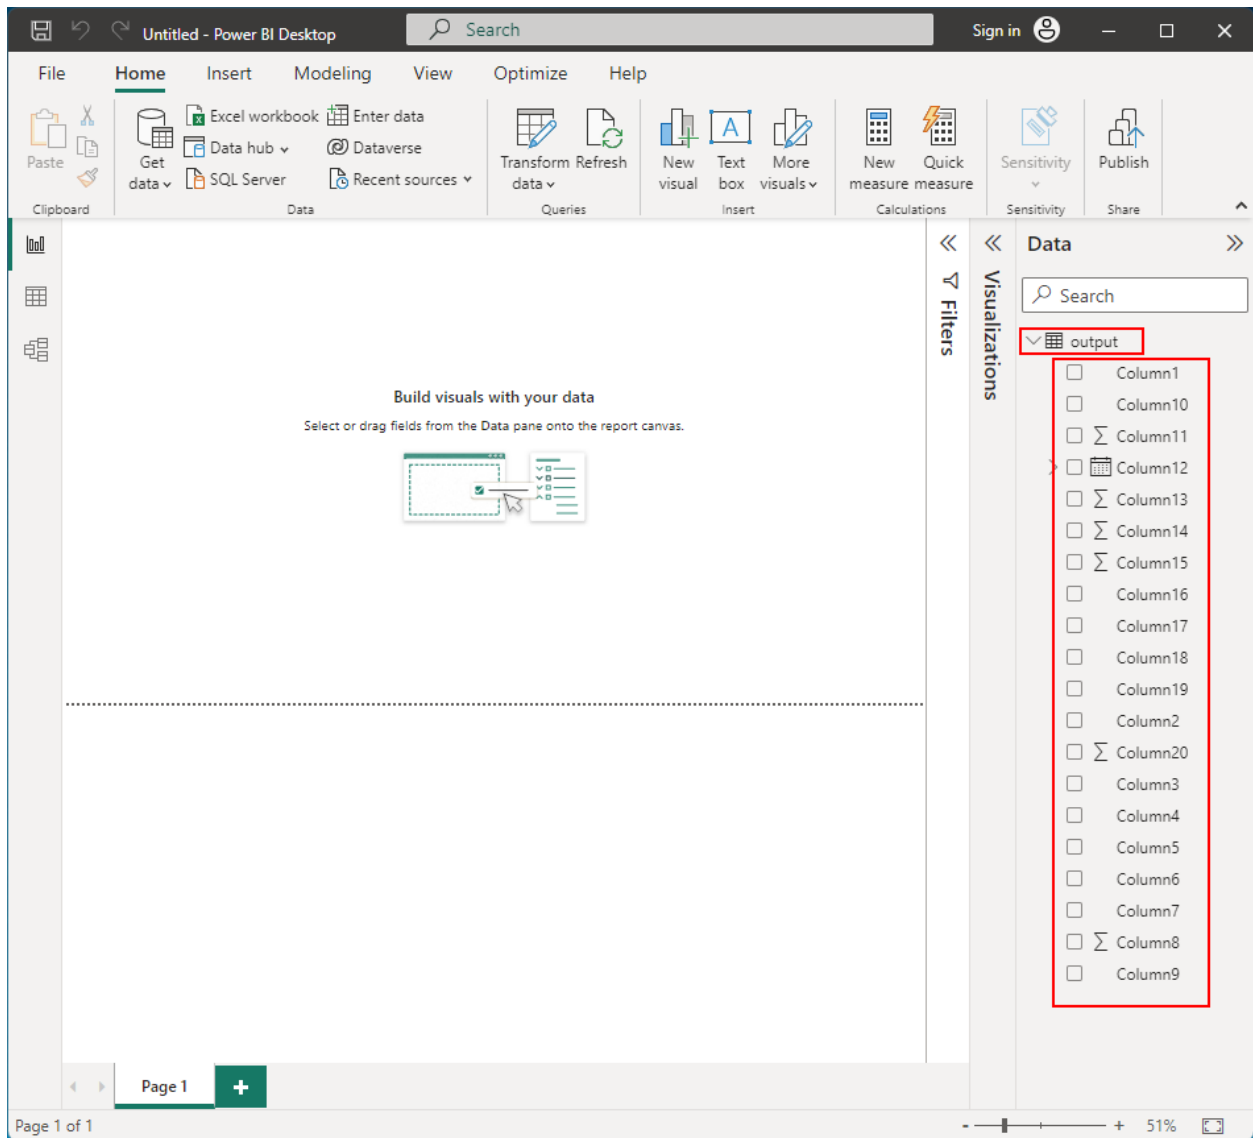 Untitled - Power BI Desktop
Search
Sign in
File Home Insert Modeling View Optimize Help
Paste
Clipboard
Get data
Excel workbook
Data hub
SQL Server
Enter data
Dataverse
Recent sources
Data
Transform data
Refresh
Queries
New visual
A
Text box
More visuals
Insert
New measure
Quick measure
Calculations
Sensitivity
Sensitivity
Publish
Share
Build visuals with your data
Select or drag fields from the Data pane onto the report canvas.
Filters
Visualizations
Data
Search
output
Column1
Column10
∑ Column11
Column12
∑ Column13
∑ Column14
∑ Column15
Column16
Column17
Column18
Column19
Column2
∑ Column20
Column3
Column4
Column5
Column6
Column7
∑ Column8
Column9
Page 1
+
Page 1 of 1
- + 51%